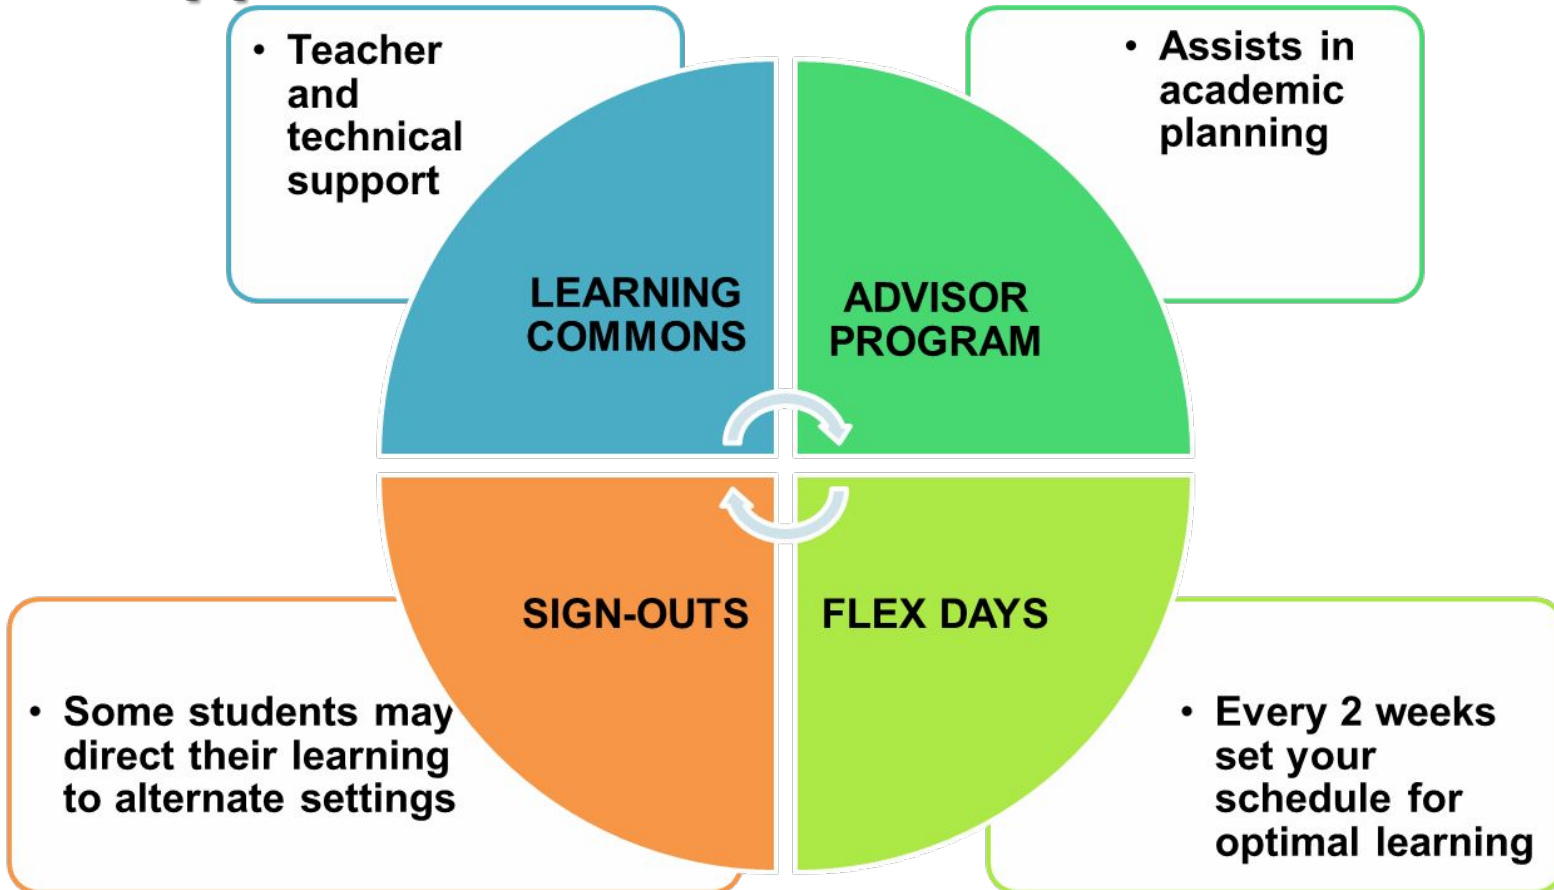 • Teacher
and
technical
support
• Assists in
academic
planning
LEARNING
COMMONS
ADVISOR
PROGRAM
SIGN-OUTS
FLEX DAYS
• Some students may
direct their learning
to alternate settings
• Every 2 weeks
set your
schedule for
optimal learning